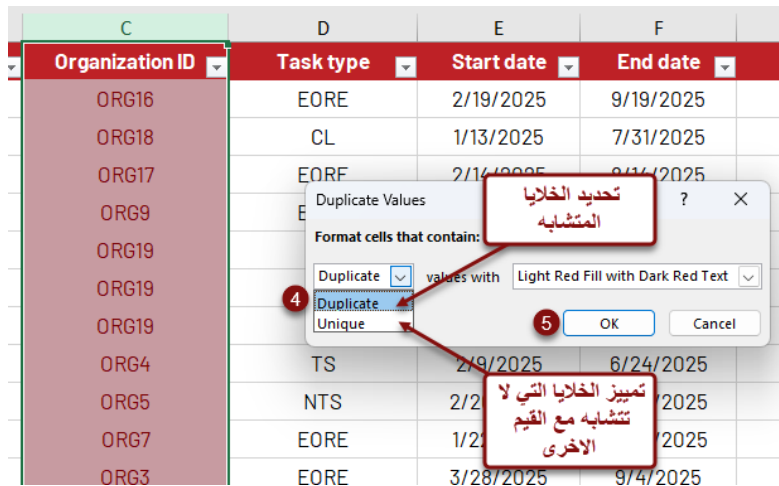 C D E F
Organization ID Task type Start date End date
ORG16 EORE 2/19/2025 9/19/2025
ORG18 CL 1/13/2025 7/31/2025
ORG17 EORE
ORG9
ORG19
ORG19
ORG19
ORG4 TS 2/9/2025 6/24/2025
ORG5 NTS
ORG7 EORE
ORG3 EORE 3/28/2025 9/4/2025
Duplicate Values ? ×
Format cells that contain:
Duplicate values with Light Red Fill with Dark Red Text
4
Duplicate
Unique
5 OK Cancel
تحديد الخلايا
المتشابه
تمييز الخلايا التي لا
تتشابه مع القيم
الاخرى